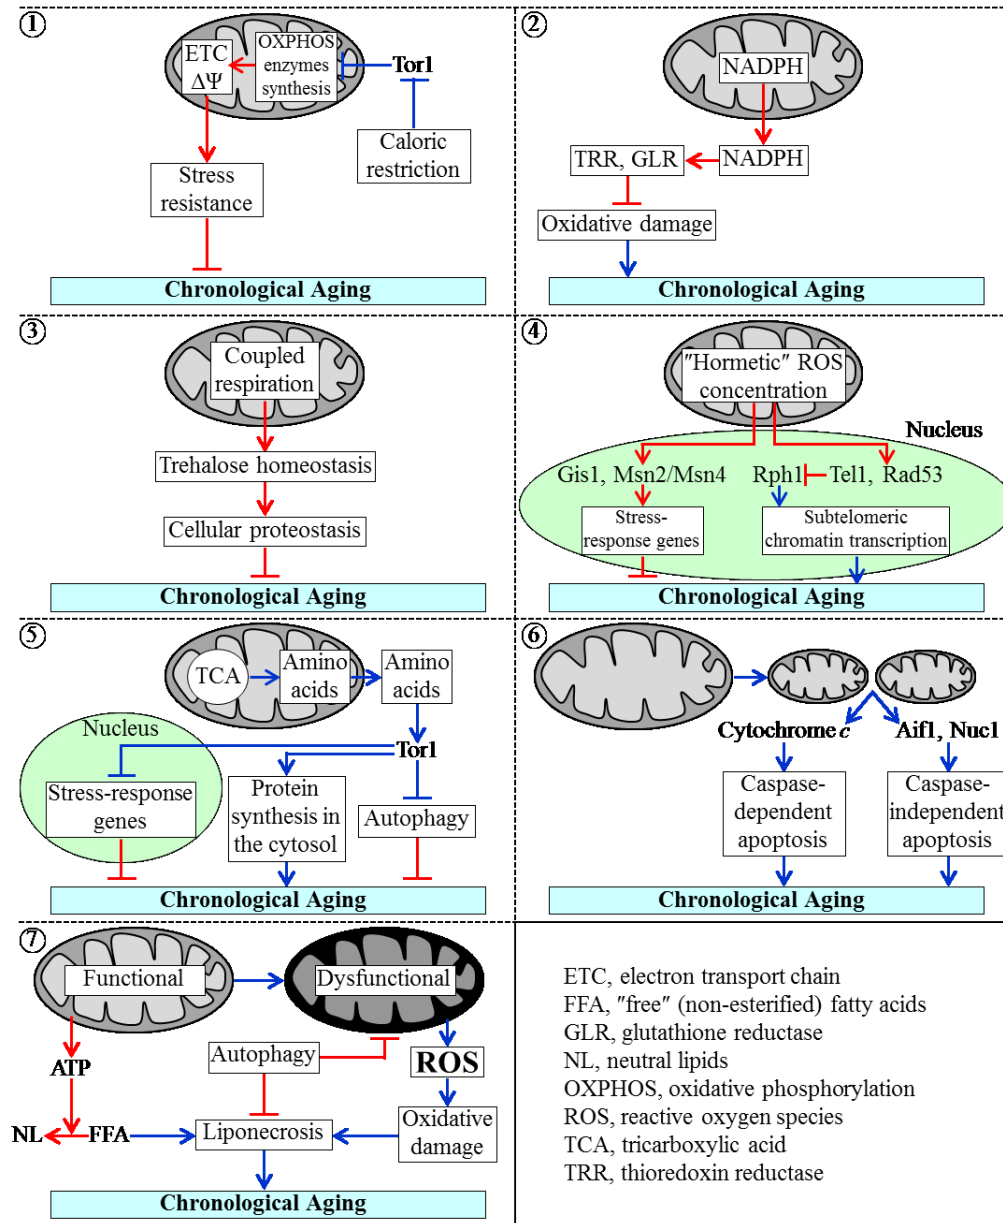 ①
ETC
ΔΨ
OXPHOS
enzymes
synthesis
Tor1
Caloric
restriction
Stress
resistance
Chronological Aging
②
NADPH
TRR, GLR
NADPH
Oxidative damage
Chronological Aging
③
Coupled
respiration
Trehalose homeostasis
Cellular proteostasis
Chronological Aging
④
"Hormetic" ROS
concentration
Nucleus
Gis1, Msn2/Msn4
Rph1
Tel1, Rad53
Stress-
response genes
Subtelomeric
chromatin transcription
Chronological Aging
⑤
TCA
Amino
acids
Amino
acids
Nucleus
Tor1
Stress-response
genes
Protein
synthesis in
the cytosol
Autophagy
Chronological Aging
⑥
Cytochrome c
Aif1, Nuc1
Caspase-
dependent
apoptosis
Caspase-
independent
apoptosis
Chronological Aging
⑦
Functional
Dysfunctional
ATP
Autophagy
ROS
NL
FFA
Liponecrosis
Oxidative
damage
Chronological Aging
ETC, electron transport chain
FFA, "free" (non-esterified) fatty acids
GLR, glutathione reductase
NL, neutral lipids
OXPHOS, oxidative phosphorylation
ROS, reactive oxygen species
TCA, tricarboxylic acid
TRR, thioredoxin reductase